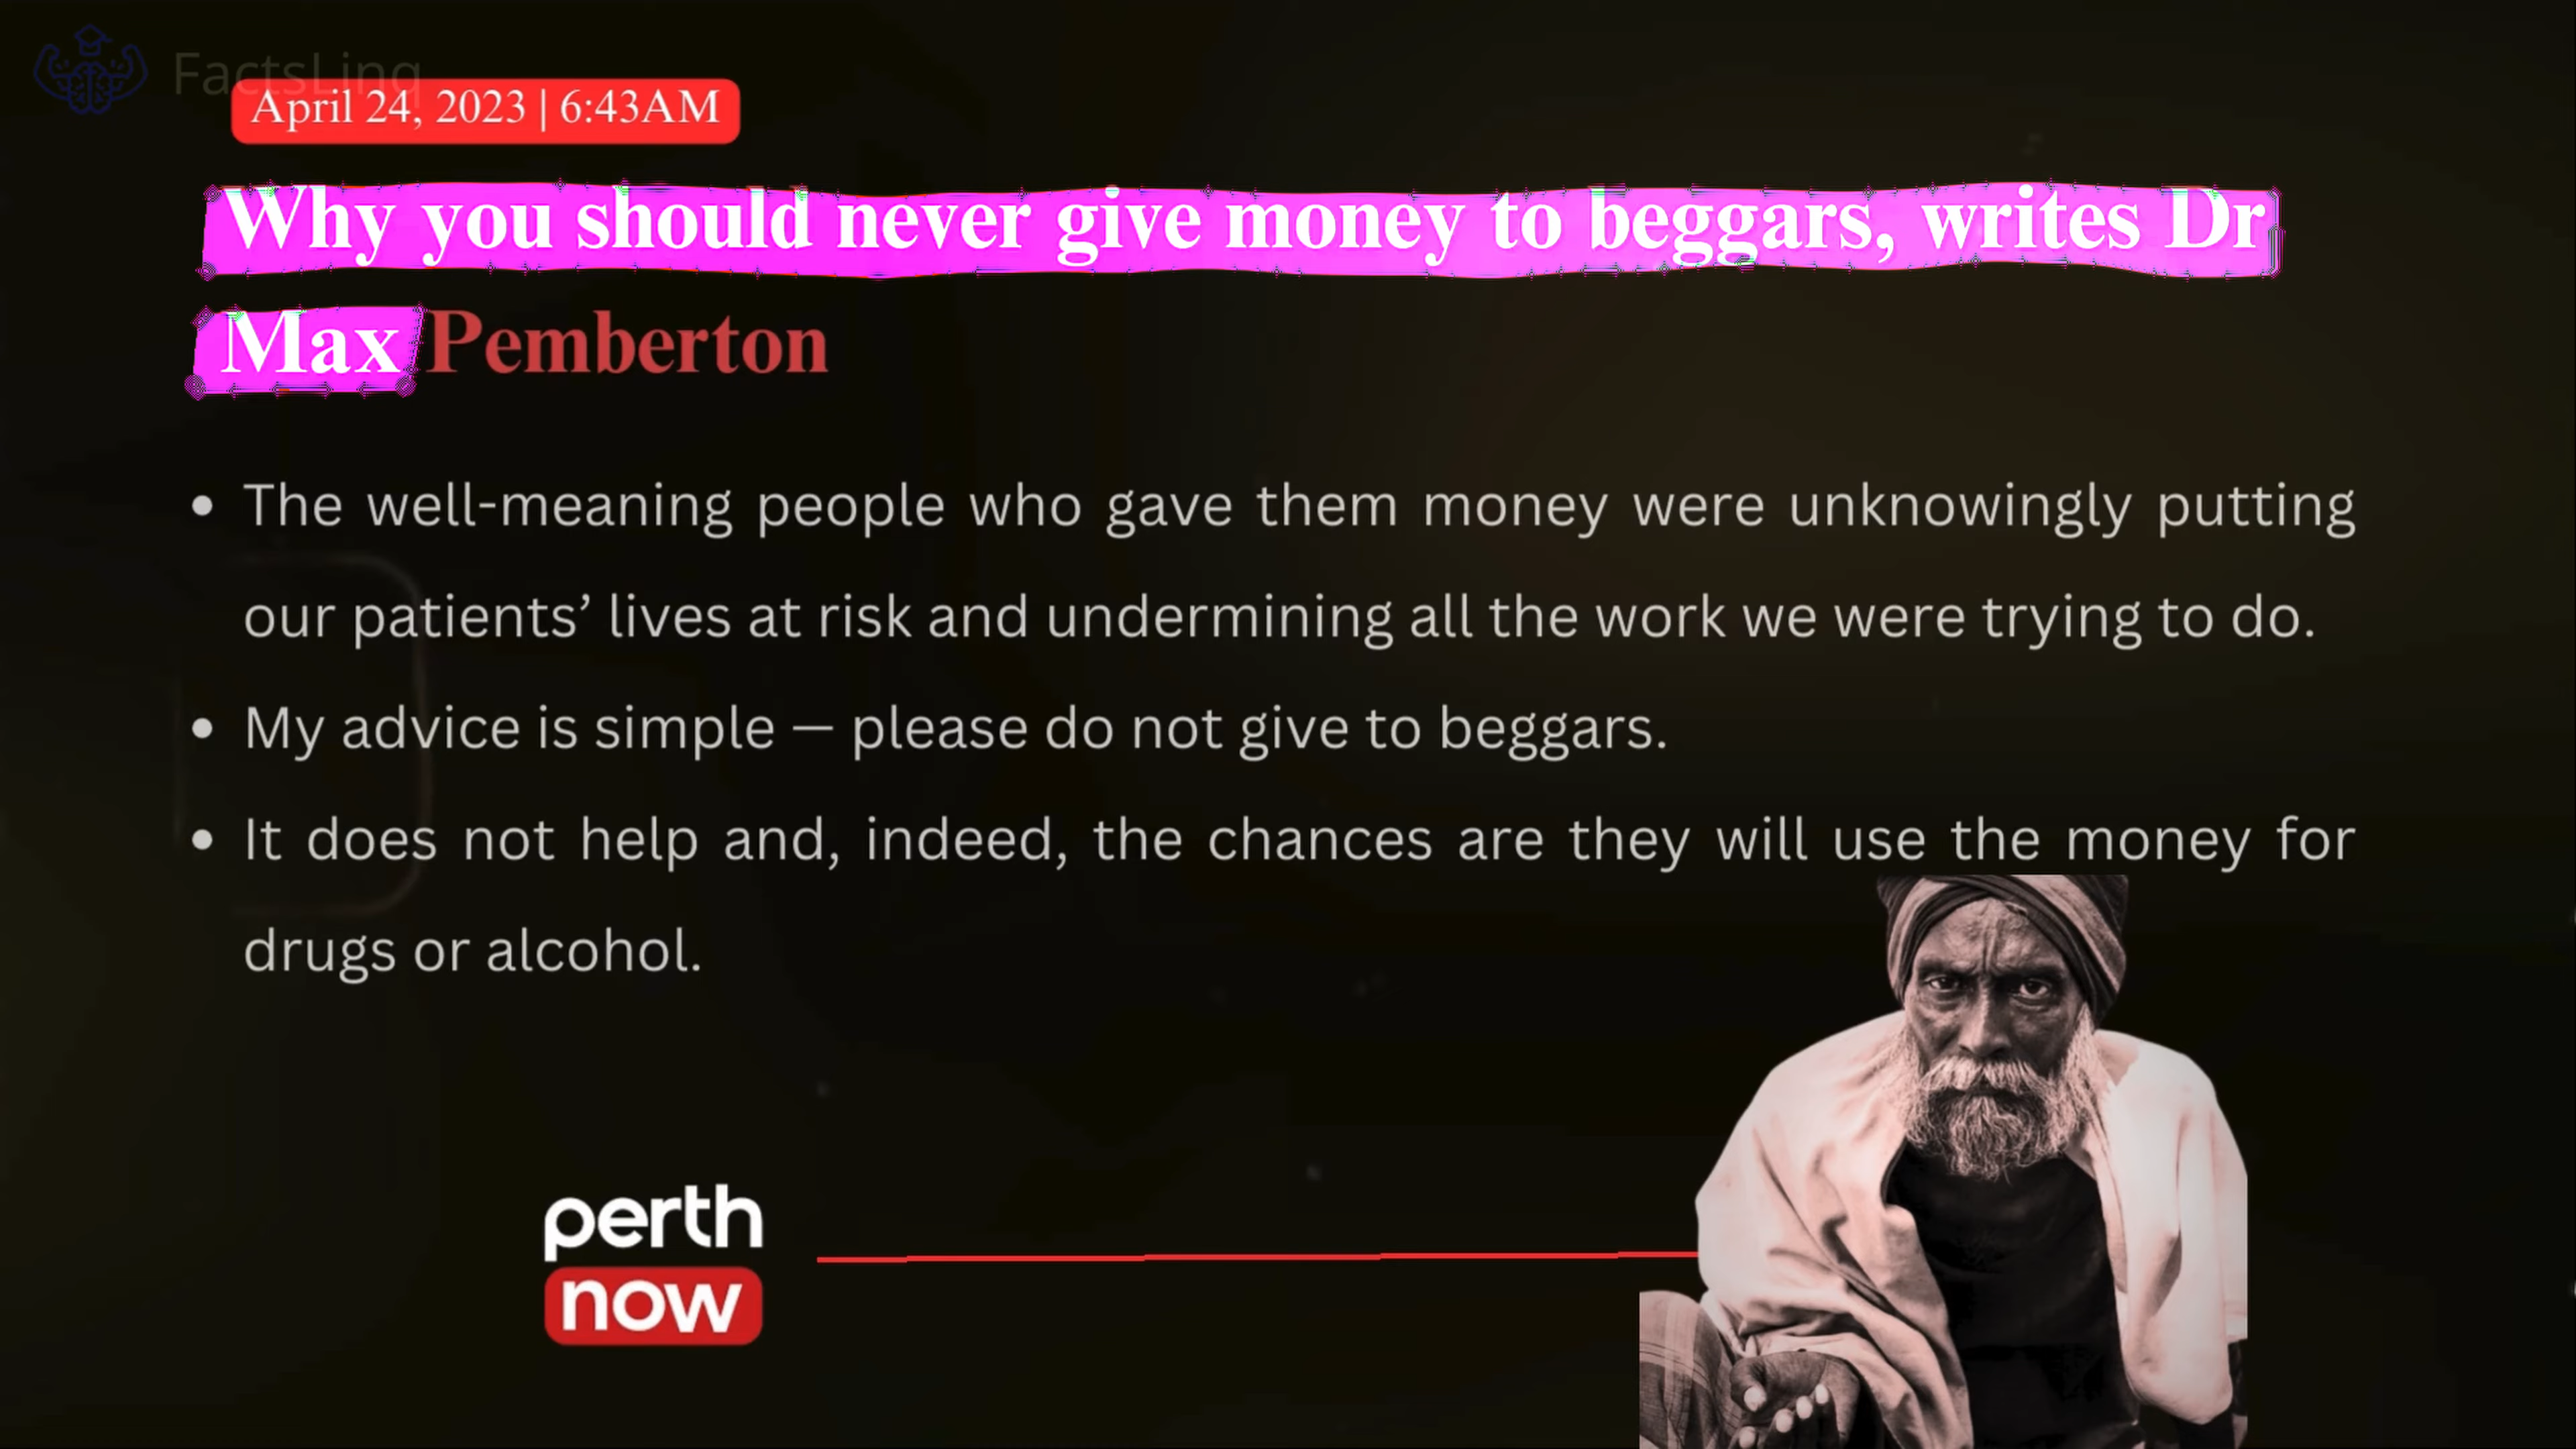 FactsLinq
April 24, 2023 | 6:43AM
Why you should never give money to beggars, writes Dr
Max Pemberton
• The well-meaning people who gave them money were unknowingly putting
our patients’ lives at risk and undermining all the work we were trying to do.
• My advice is simple — please do not give to beggars.
• It does not help and, indeed, the chances are they will use the money for
drugs or alcohol.
perth
now